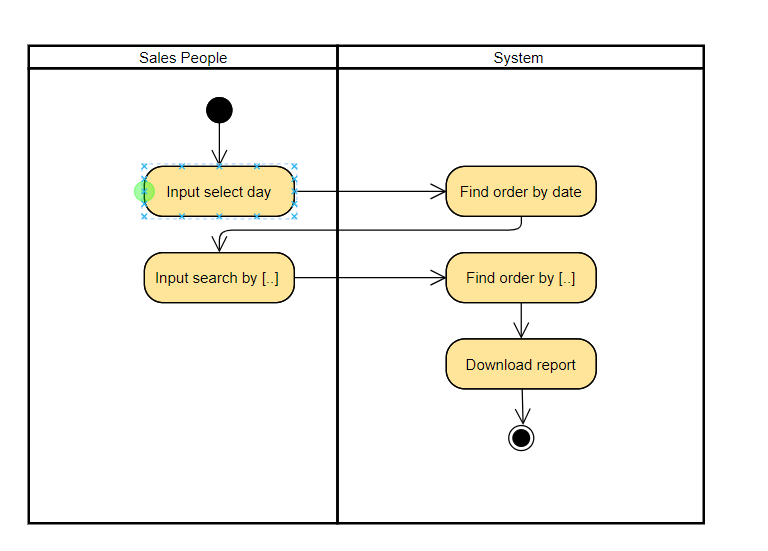 Sales People
System
Input select day
Find order by date
Input search by [..]
Find order by [..]
Download report